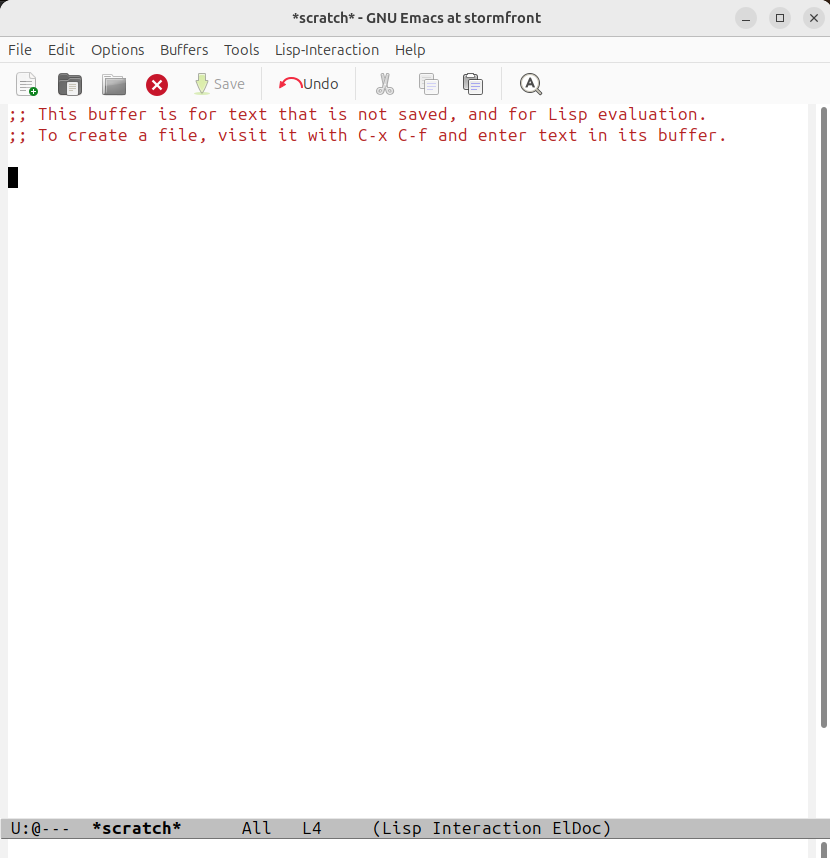 *scratch* - GNU Emacs at stormfront
File Edit Options Buffers Tools Lisp-Interaction Help
Save Undo
;; This buffer is for text that is not saved, and for Lisp evaluation.
;; To create a file, visit it with C-x C-f and enter text in its buffer.
U:@--- *scratch* All L4 (Lisp Interaction ElDoc)